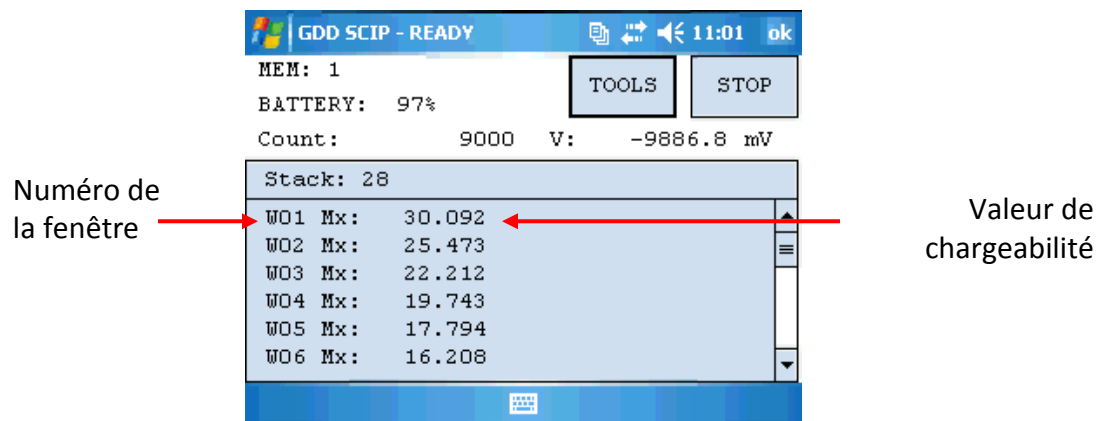 GDD SCIP - READY 11:01 ok
MEM: 1
TOOLS
STOP
BATTERY: 97%
Count: 9000 V: -9886.8 mV
Stack: 28
Numéro de
la fenêtre
W01 Mx: 30.092
W02 Mx: 25.473
W03 Mx: 22.212
W04 Mx: 19.743
W05 Mx: 17.794
W06 Mx: 16.208
Valeur de
chargeabilité